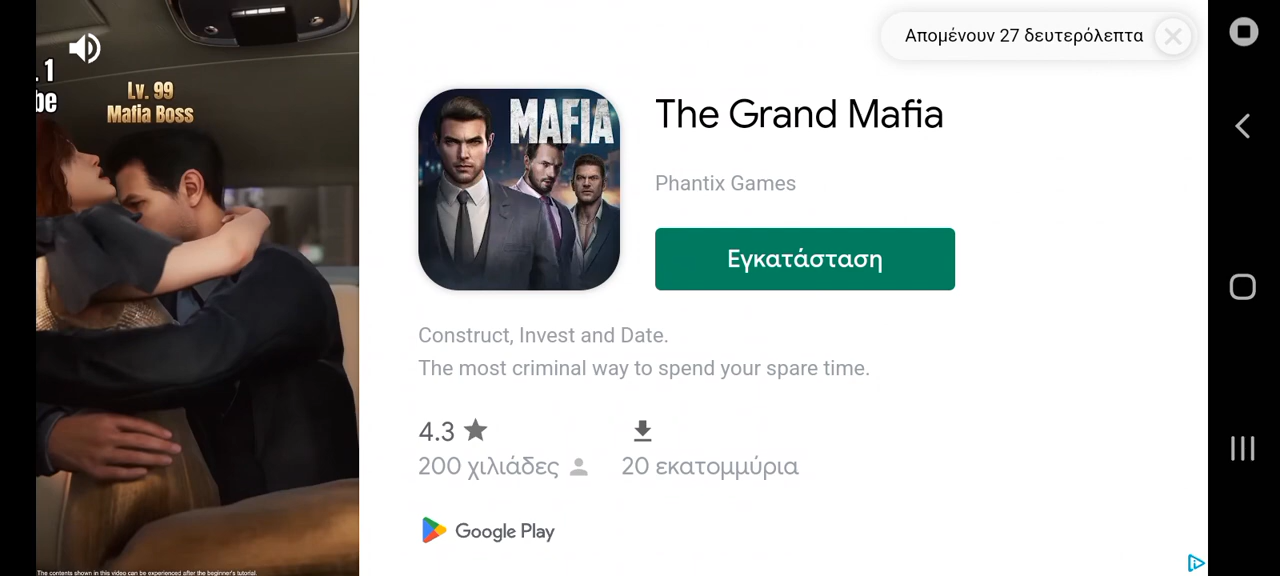 Απομένουν 27 δευτερόλεπτα
. 1
be
Lv. 99
Mafia Boss
MAFIA
The Grand Mafia
Phantix Games
Εγκατάσταση
Construct, Invest and Date.
The most criminal way to spend your spare time.
4.3
200 χιλιάδες
20 εκατομμύρια
Google Play
The contents shown in this video can be experienced after the beginner's tutorial.